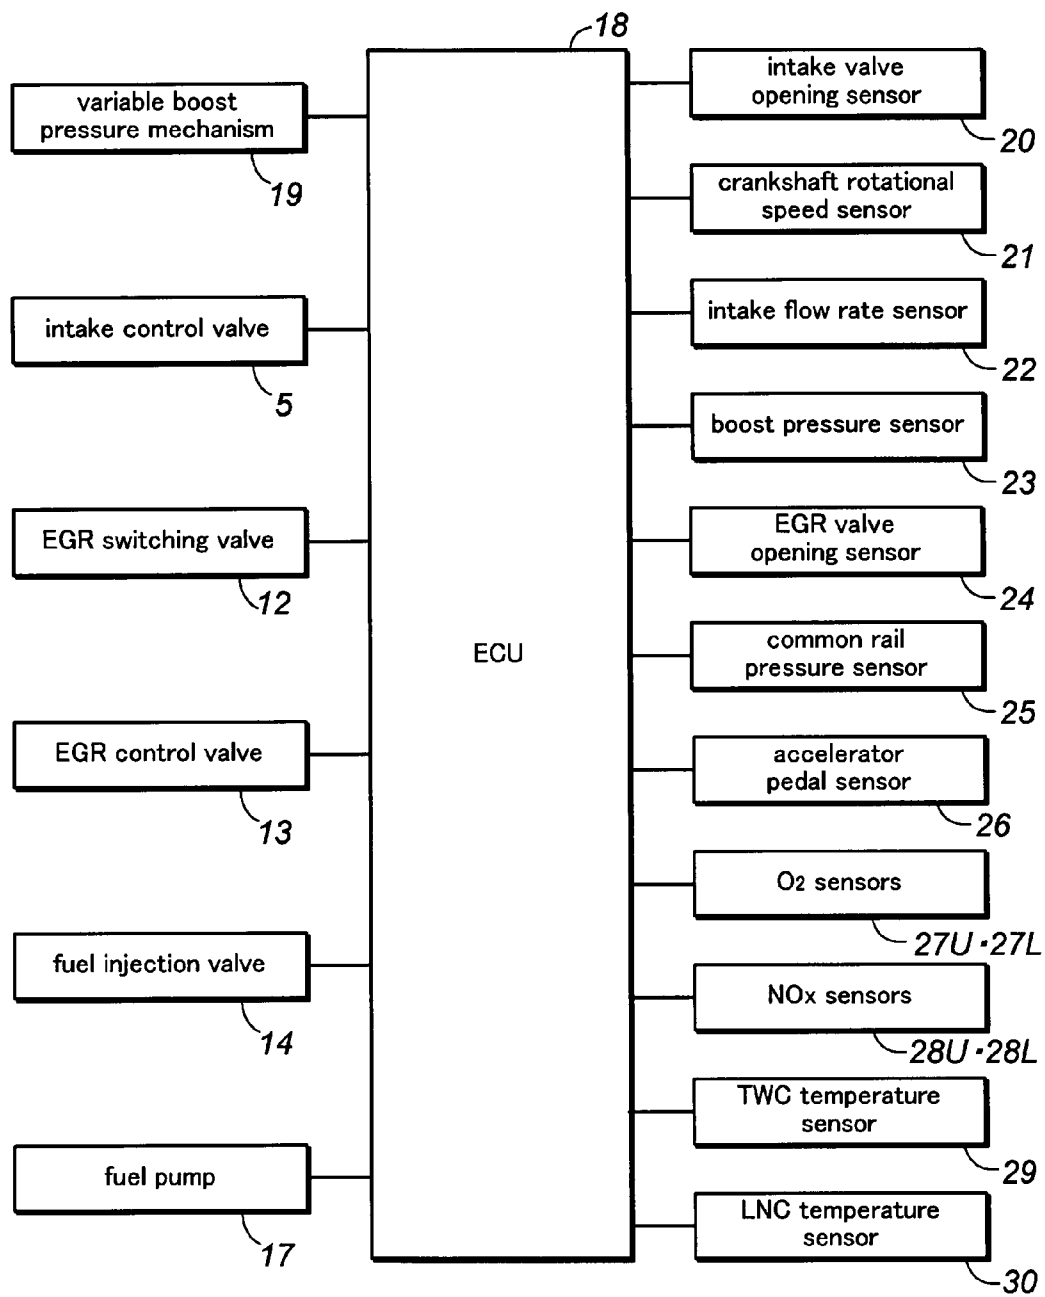 18
variable boost
pressure mechanism
19
intake control valve
5
EGR switching valve
12
EGR control valve
13
fuel injection valve
14
fuel pump
17
ECU
intake valve
opening sensor
20
crankshaft rotational
speed sensor
21
intake flow rate sensor
22
boost pressure sensor
23
EGR valve
opening sensor
24
common rail
pressure sensor
25
accelerator
pedal sensor
26
O2 sensors
27U·27L
NOx sensors
28U·28L
TWC temperature
sensor
29
LNC temperature
sensor
30